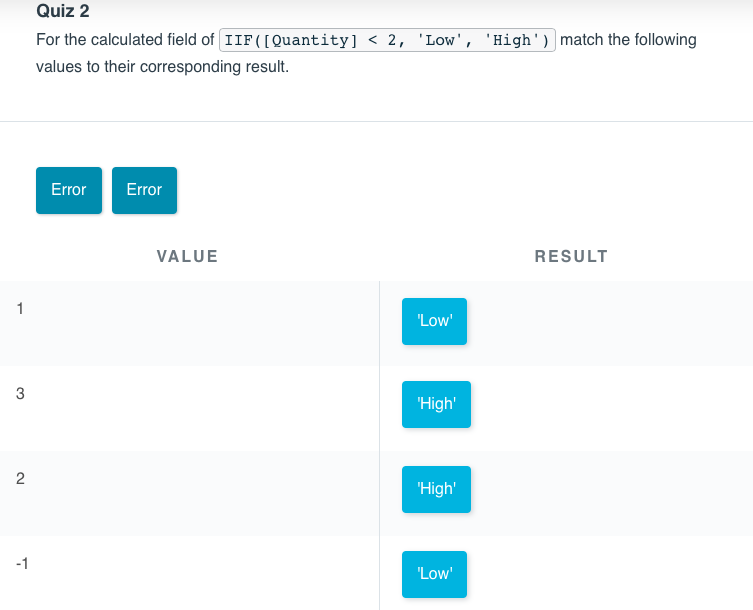 Quiz 2
For the calculated field of IIF([Quantity] < 2, 'Low', 'High') match the following
values to their corresponding result.
Error Error
VALUE RESULT
1 'Low'
3 'High'
2 'High'
-1 'Low'